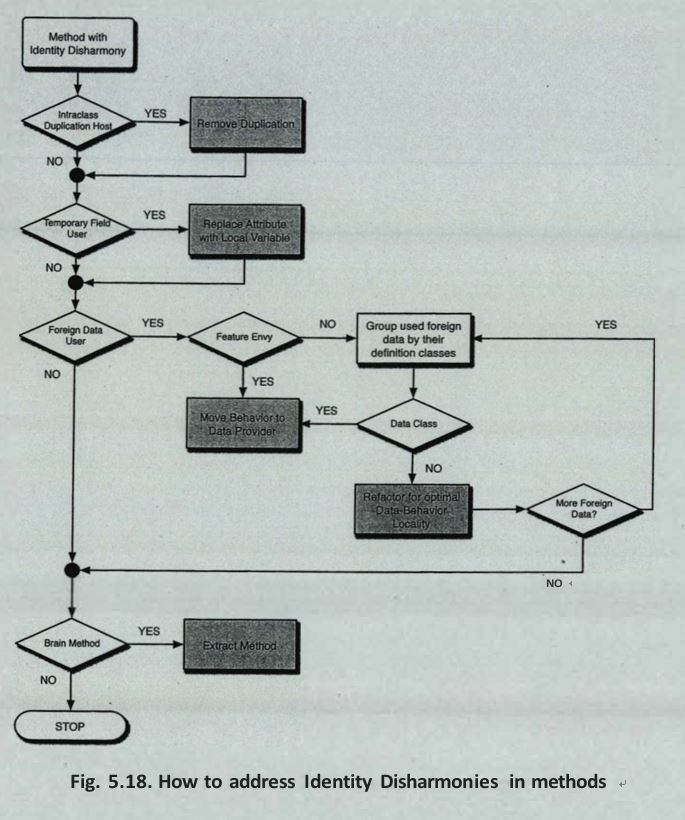 Method with
Identity Disharmony
Intraclass
Duplication Host
YES
Remove Duplication
NO
Temporary Field
User
YES
Replace Attribute
with Local Variable
NO
Foreign Data
User
YES
Feature Envy
NO
Group used foreign
data by their
definition classes
YES
NO
YES
Move Behavior to
Data Provider
YES
Data Class
NO
Refactor for optimal
Data-Behavior
Locality
More Foreign
Data?
NO
Brain Method
YES
Extract Method
NO
STOP
Fig. 5.18. How to address Identity Disharmonies in methods